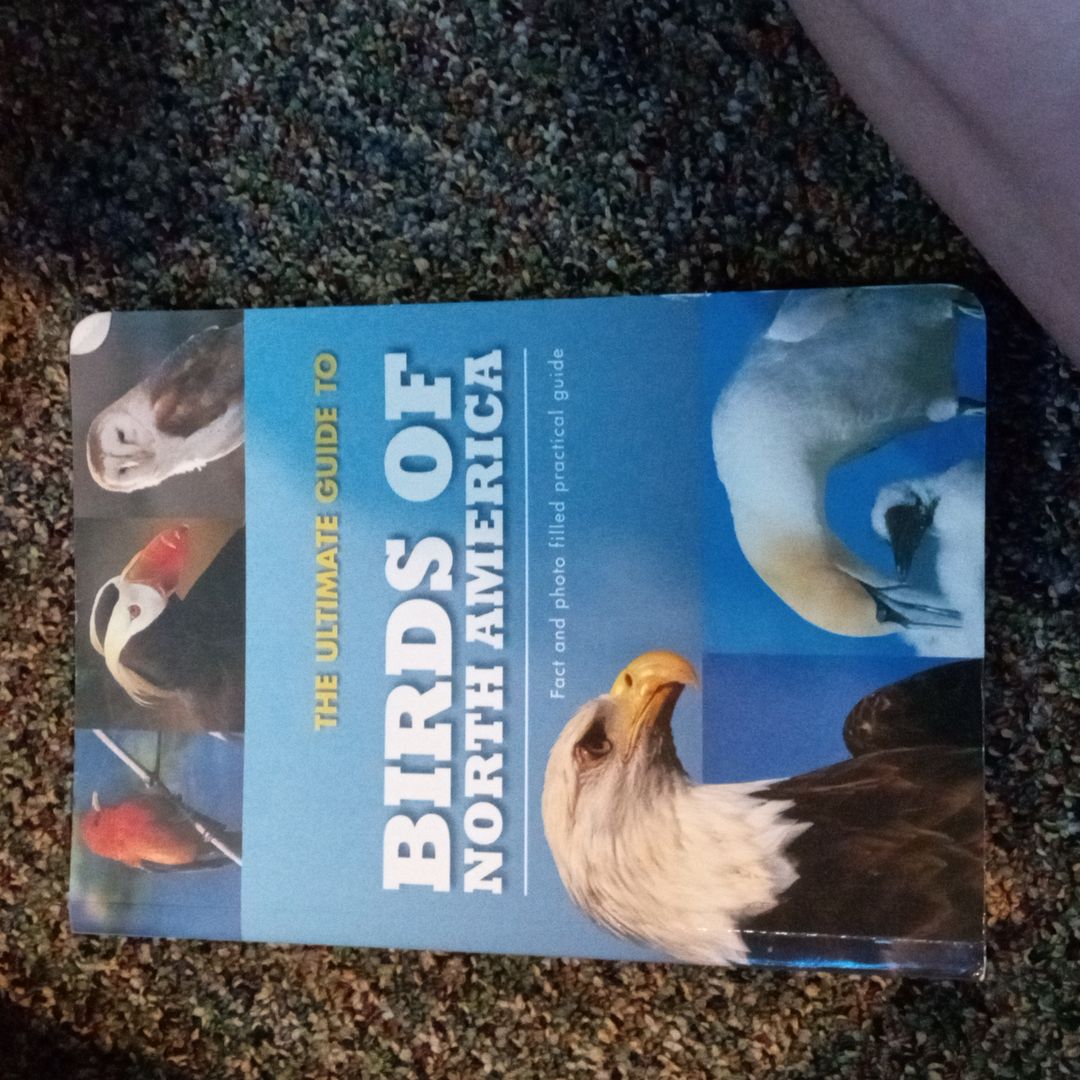 THE ULTIMATE GUIDE TO
BIRDS OF
NORTH AMERICA
Fact and photo filled practical guide